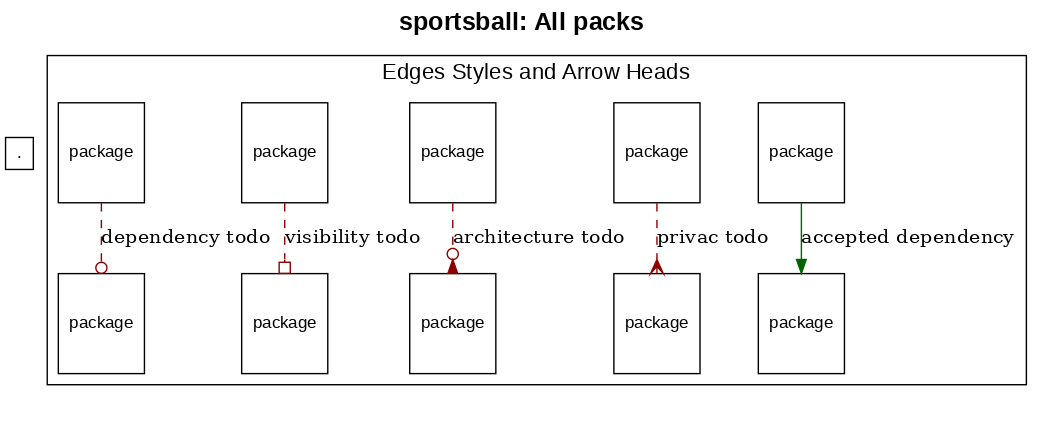 sportsball: All packs
Edges Styles and Arrow Heads
package package package package package
.
dependency todo visibility todo architecture todo privac todo accepted dependency
package package package package package